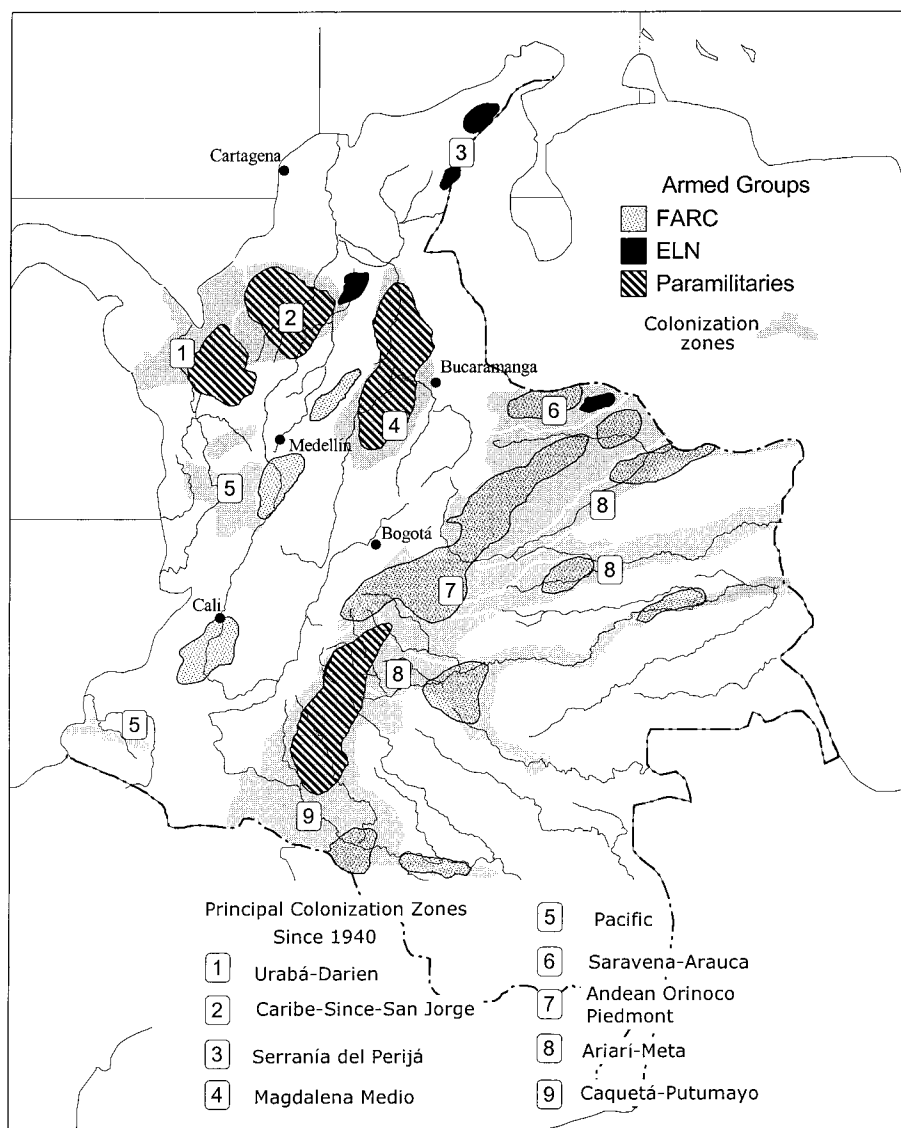 Cartagena
3
Armed Groups
FARC
ELN
Paramilitaries
Colonization
zones
2
1
Bucaramanga
6
4
Medellín
5
8
Bogotá
7
8
Cali
8
5
9
Principal Colonization Zones
Since 1940
1 Urabá-Darien
2 Caribe-Since-San Jorge
3 Serranía del Perijá
4 Magdalena Medio
5 Pacific
6 Saravena-Arauca
7 Andean Orinoco
Piedmont
8 Ariari-Meta
9 Caquetá-Putumayo